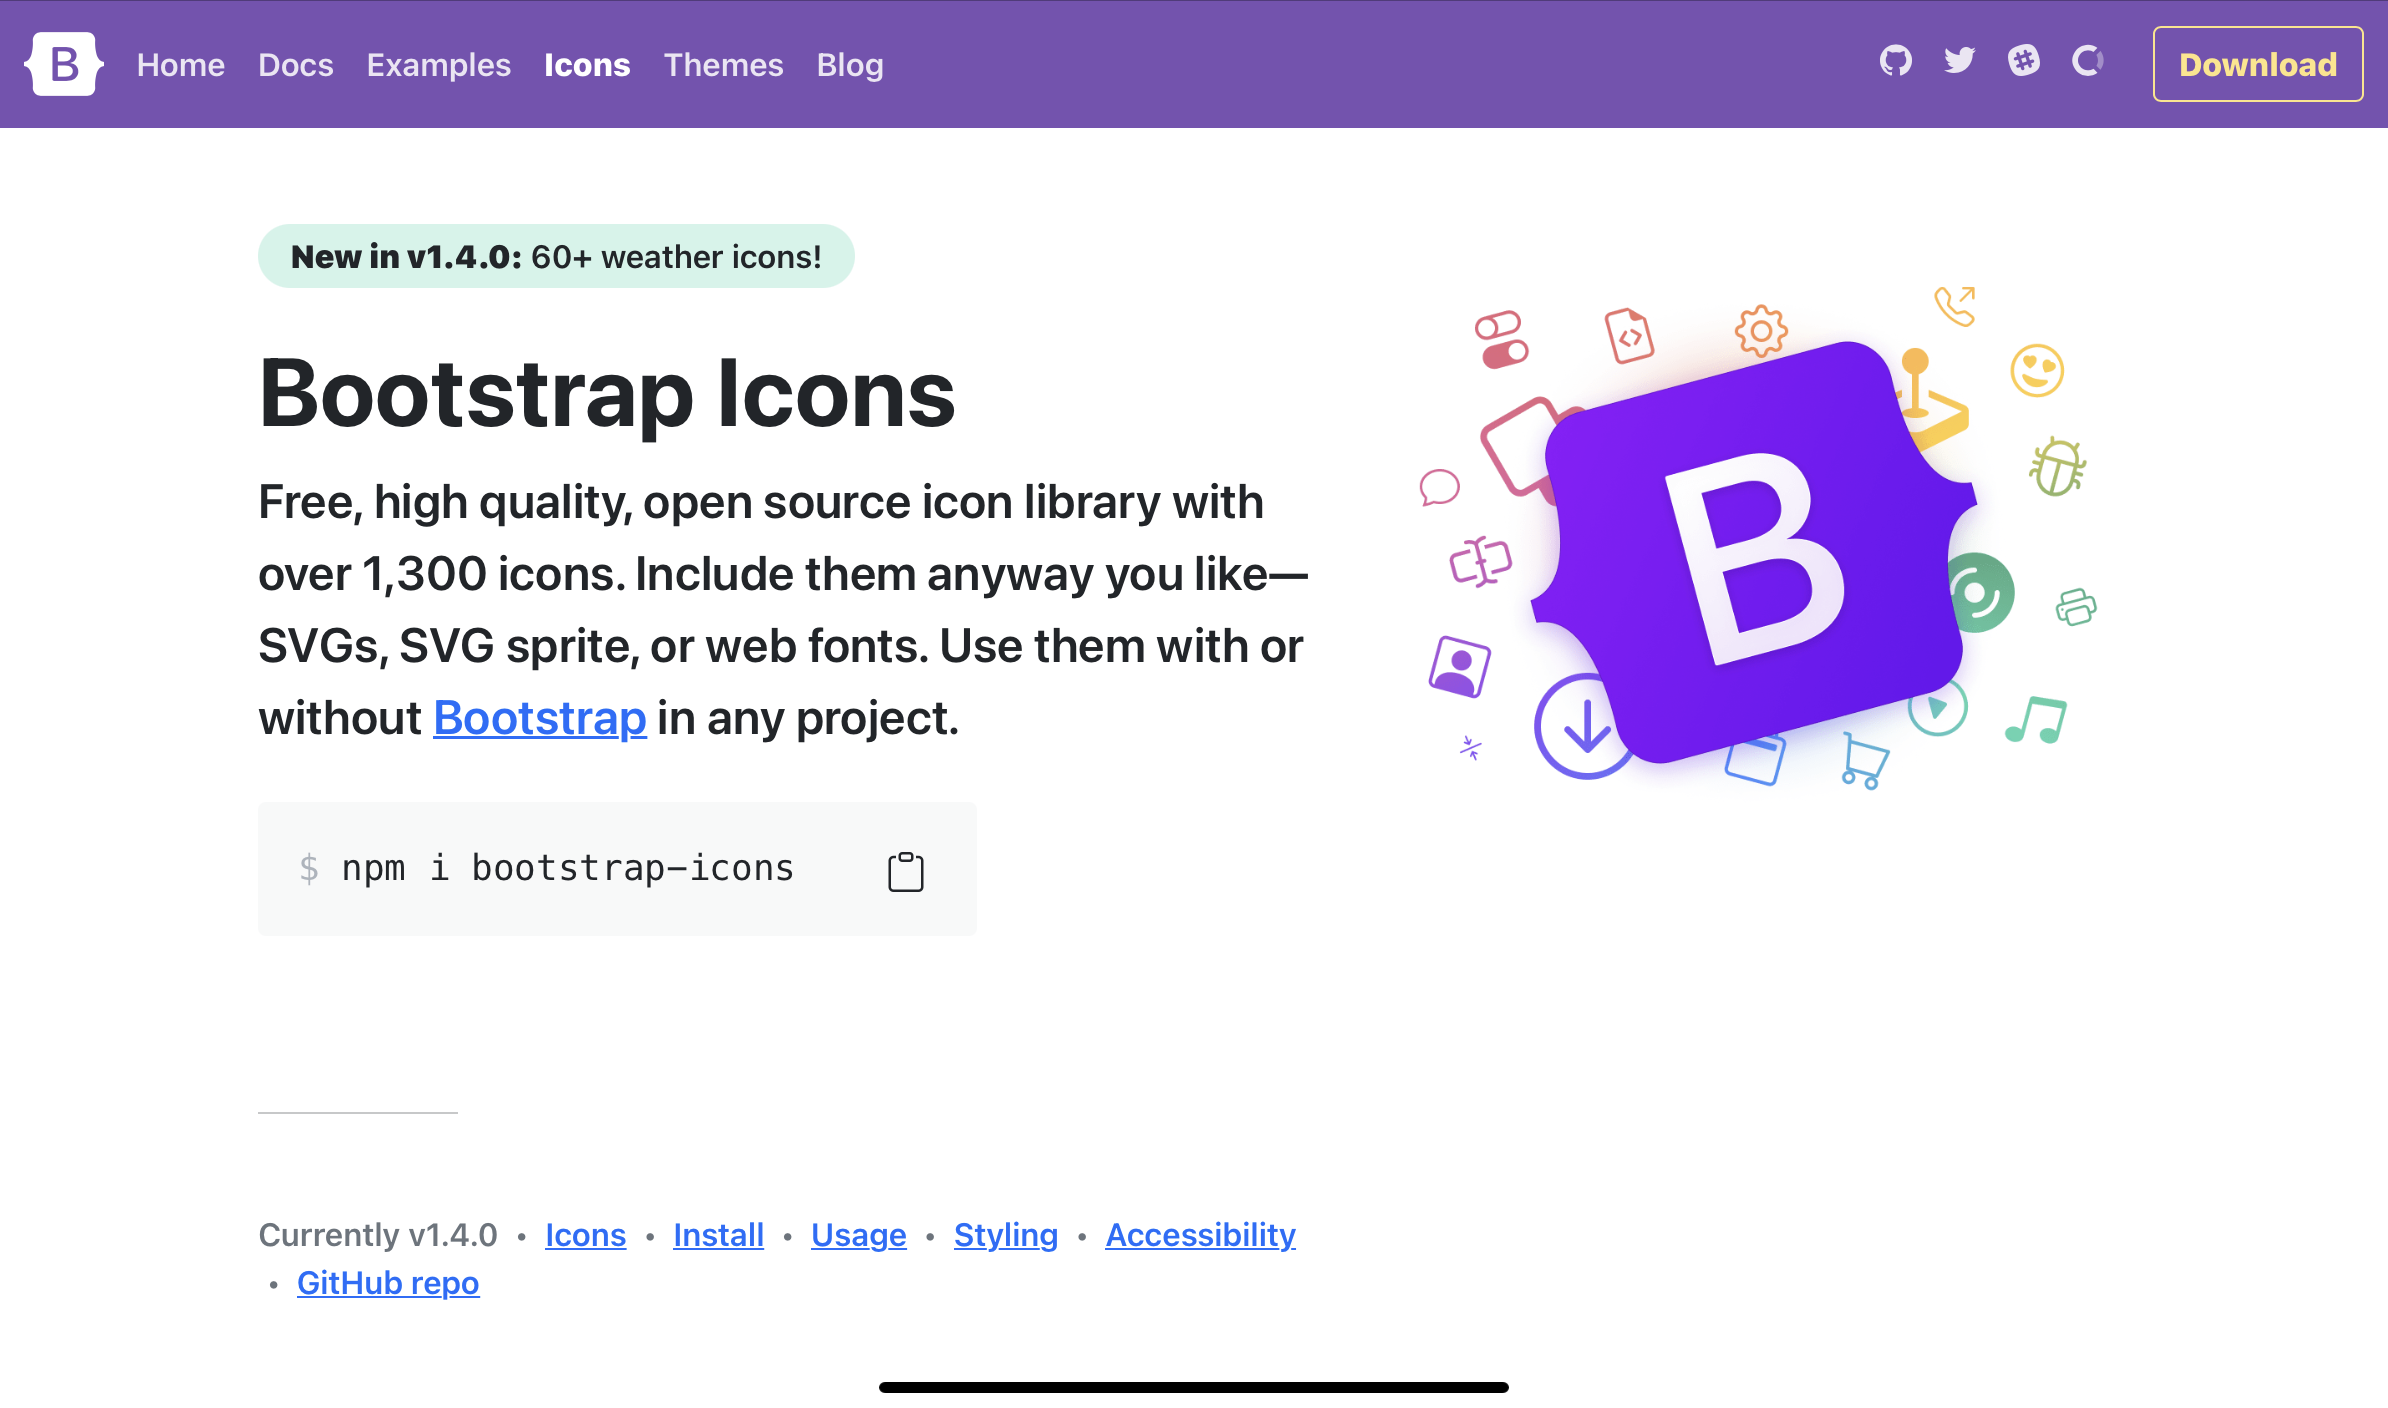 B Home Docs Examples Icons Themes Blog Download
New in v1.4.0: 60+ weather icons!
Bootstrap Icons
Free, high quality, open source icon library with
over 1,300 icons. Include them anyway you like—
SVGs, SVG sprite, or web fonts. Use them with or
without Bootstrap in any project.
B
$ npm i bootstrap-icons
Currently v1.4.0 • Icons • Install • Usage • Styling • Accessibility
• GitHub repo